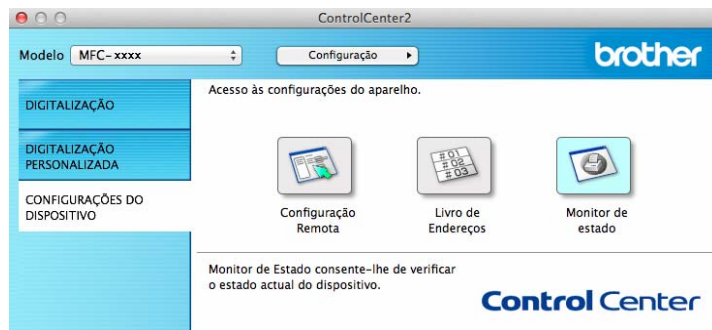 ControlCenter2
Modelo MFC-xxxx Configuração brother
DIGITALIZAÇÃO
DIGITALIZAÇÃO
PERSONALIZADA
CONFIGURAÇÕES DO
DISPOSITIVO
Acesso às configurações do aparelho.
#01
#02
#03
Configuração
Remota
Livro de
Endereços
Monitor de
estado
Monitor de Estado consente-lhe de verificar
o estado actual do dispositivo.
Control Center